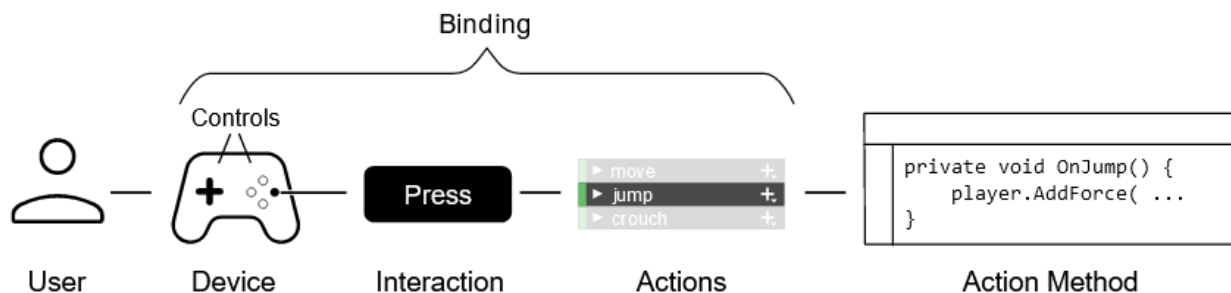 Binding
Controls
Press
move
jump
crouch
private void OnJump() {
    player.AddForce( ...
}
User
Device
Interaction
Actions
Action Method